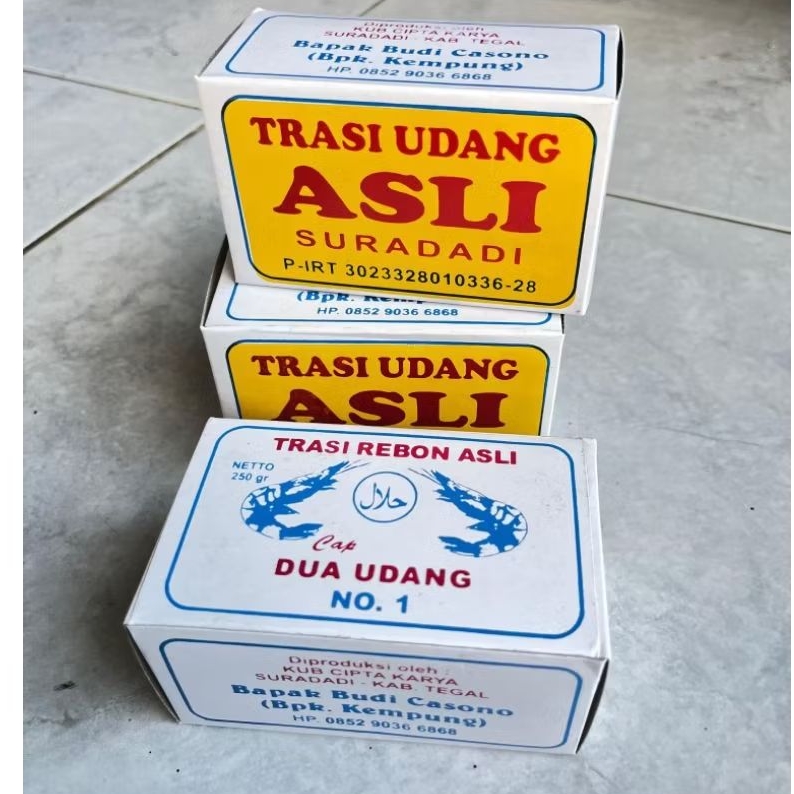 Diproduksi oleh
KUB CIPTA KARYA
SURADADI - KAB. TEGAL
Bapak Budi Casono
(Bpk. Kempung)
HP. 0852 9036 6868
TRASI UDANG
ASLI
SURADADI
P-IRT 3023328010336-28
(Bpk. Kempung)
HP. 0852 9036 6868
TRASI UDANG
ASLI
TRASI REBON ASLI
NETTO
250 gr
حلال
Cap
DUA UDANG
NO. 1
Diproduksi oleh :
KUB CIPTA KARYA
SURADADI - KAB. TEGAL
Bapak Budi Casono
(Bpk. Kempung)
HP. 0852 9036 6868